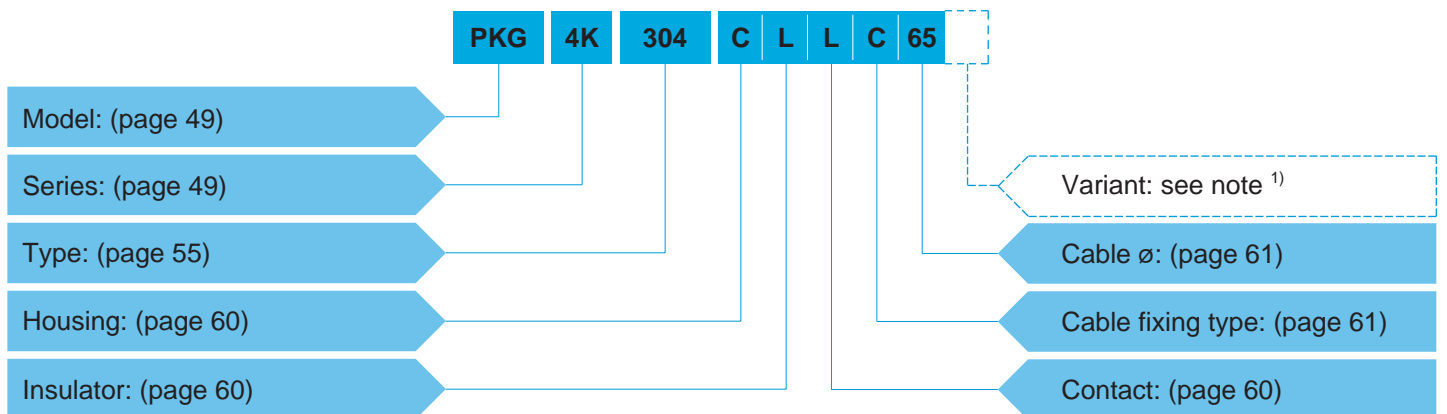 PKG 4K 304 C L L C 65
Model: (page 49)
Series: (page 49)
Variant: see note 1)
Type: (page 55)
Cable ø: (page 61)
Housing: (page 60)
Cable fixing type: (page 61)
Insulator: (page 60)
Contact: (page 60)